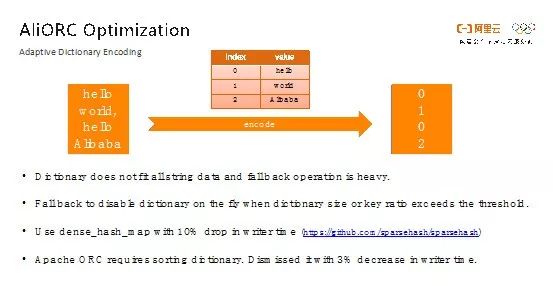 AliORC Optimization
Adaptive Dictionary Encoding
阿里云
index value
0 hello
1 world
2 Alibaba
hello
world,
hello
Alibaba
encode
0
1
0
2
• Dictionary does not fit all string data and fallback operation is heavy.
• Fallback to disable dictionary on the fly when dictionary size or key ratio exceeds the threshold.
• Use dense_hash_map with 10% drop in writer time (https://github.com/sparsehash/sparsehash)
• Apache ORC requires sorting dictionary. Dismissed it with 3% decrease in writer time.